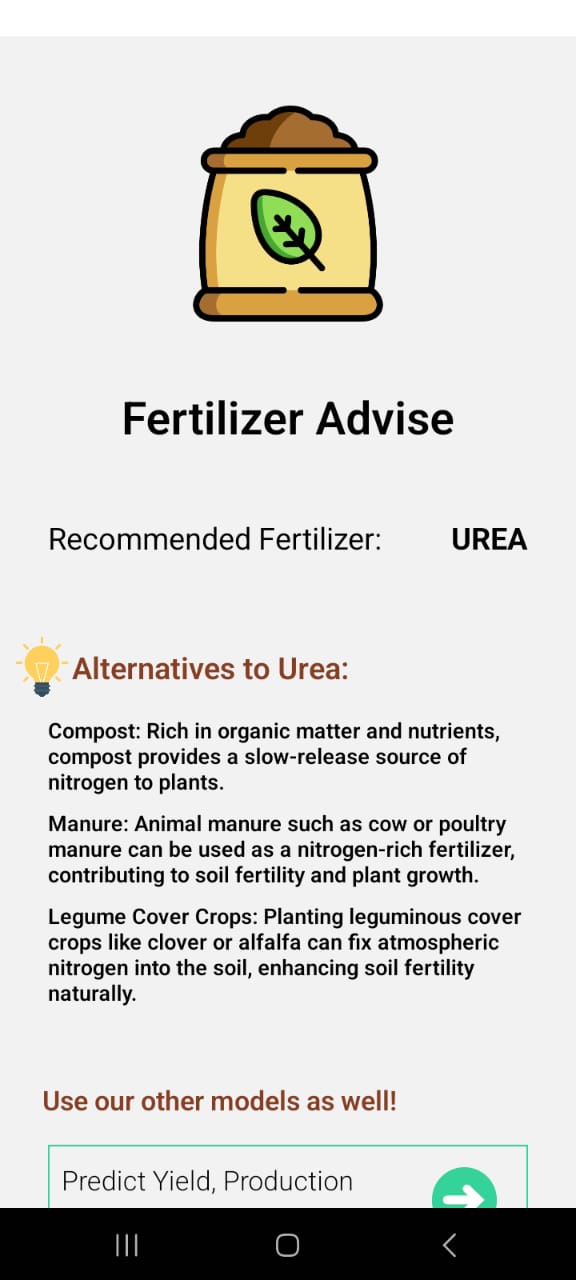 Fertilizer Advise
Recommended Fertilizer: UREA
Alternatives to Urea:
Compost: Rich in organic matter and nutrients,
compost provides a slow-release source of
nitrogen to plants.
Manure: Animal manure such as cow or poultry
manure can be used as a nitrogen-rich fertilizer,
contributing to soil fertility and plant growth.
Legume Cover Crops: Planting leguminous cover
crops like clover or alfalfa can fix atmospheric
nitrogen into the soil, enhancing soil fertility
naturally.
Use our other models as well!
Predict Yield, Production